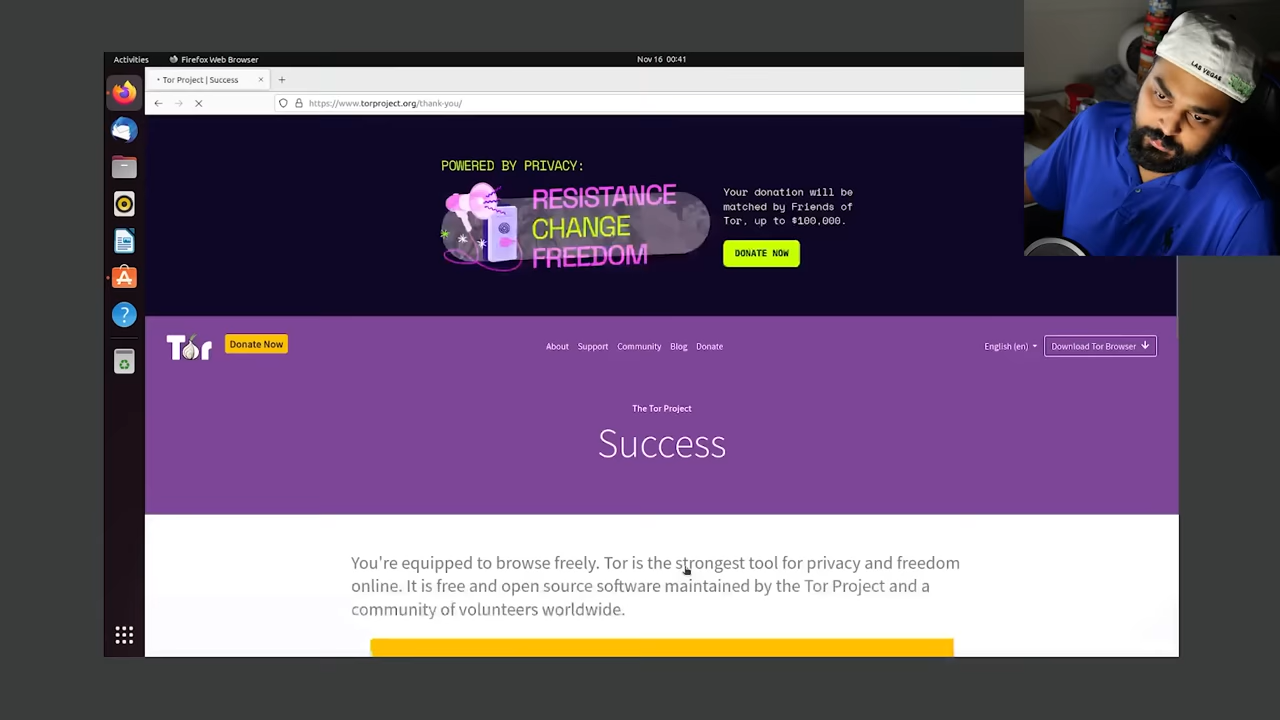 Activities
Firefox Web Browser
Nov 16 00:41
Tor Project | Success
https://www.torproject.org/thank-you/
POWERED BY PRIVACY:
RESISTANCE
CHANGE
FREEDOM
Your donation will be
matched by Friends of
Tor, up to $100,000.
DONATE NOW
Tor
Donate Now
About
Support
Community
Blog
Donate
English (en)
Download Tor Browser
The Tor Project
Success
You're equipped to browse freely. Tor is the strongest tool for privacy and freedom
online. It is free and open source software maintained by the Tor Project and a
community of volunteers worldwide.
LAS VEGAS